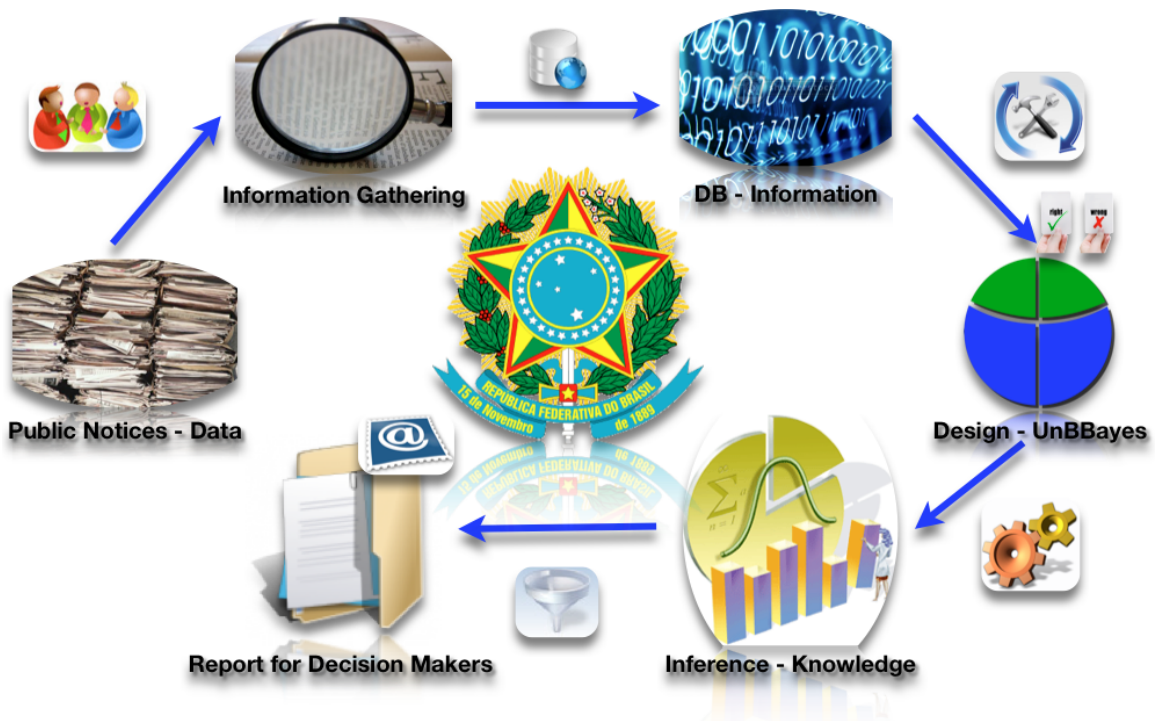 Information Gathering
DB - Information
right
wrong
Public Notices - Data
REPÚBLICA FEDERATIVA DO BRASIL
15 de Novembro
de 1889
Design - UnBBayes
@
Σ
Report for Decision Makers
Inference - Knowledge